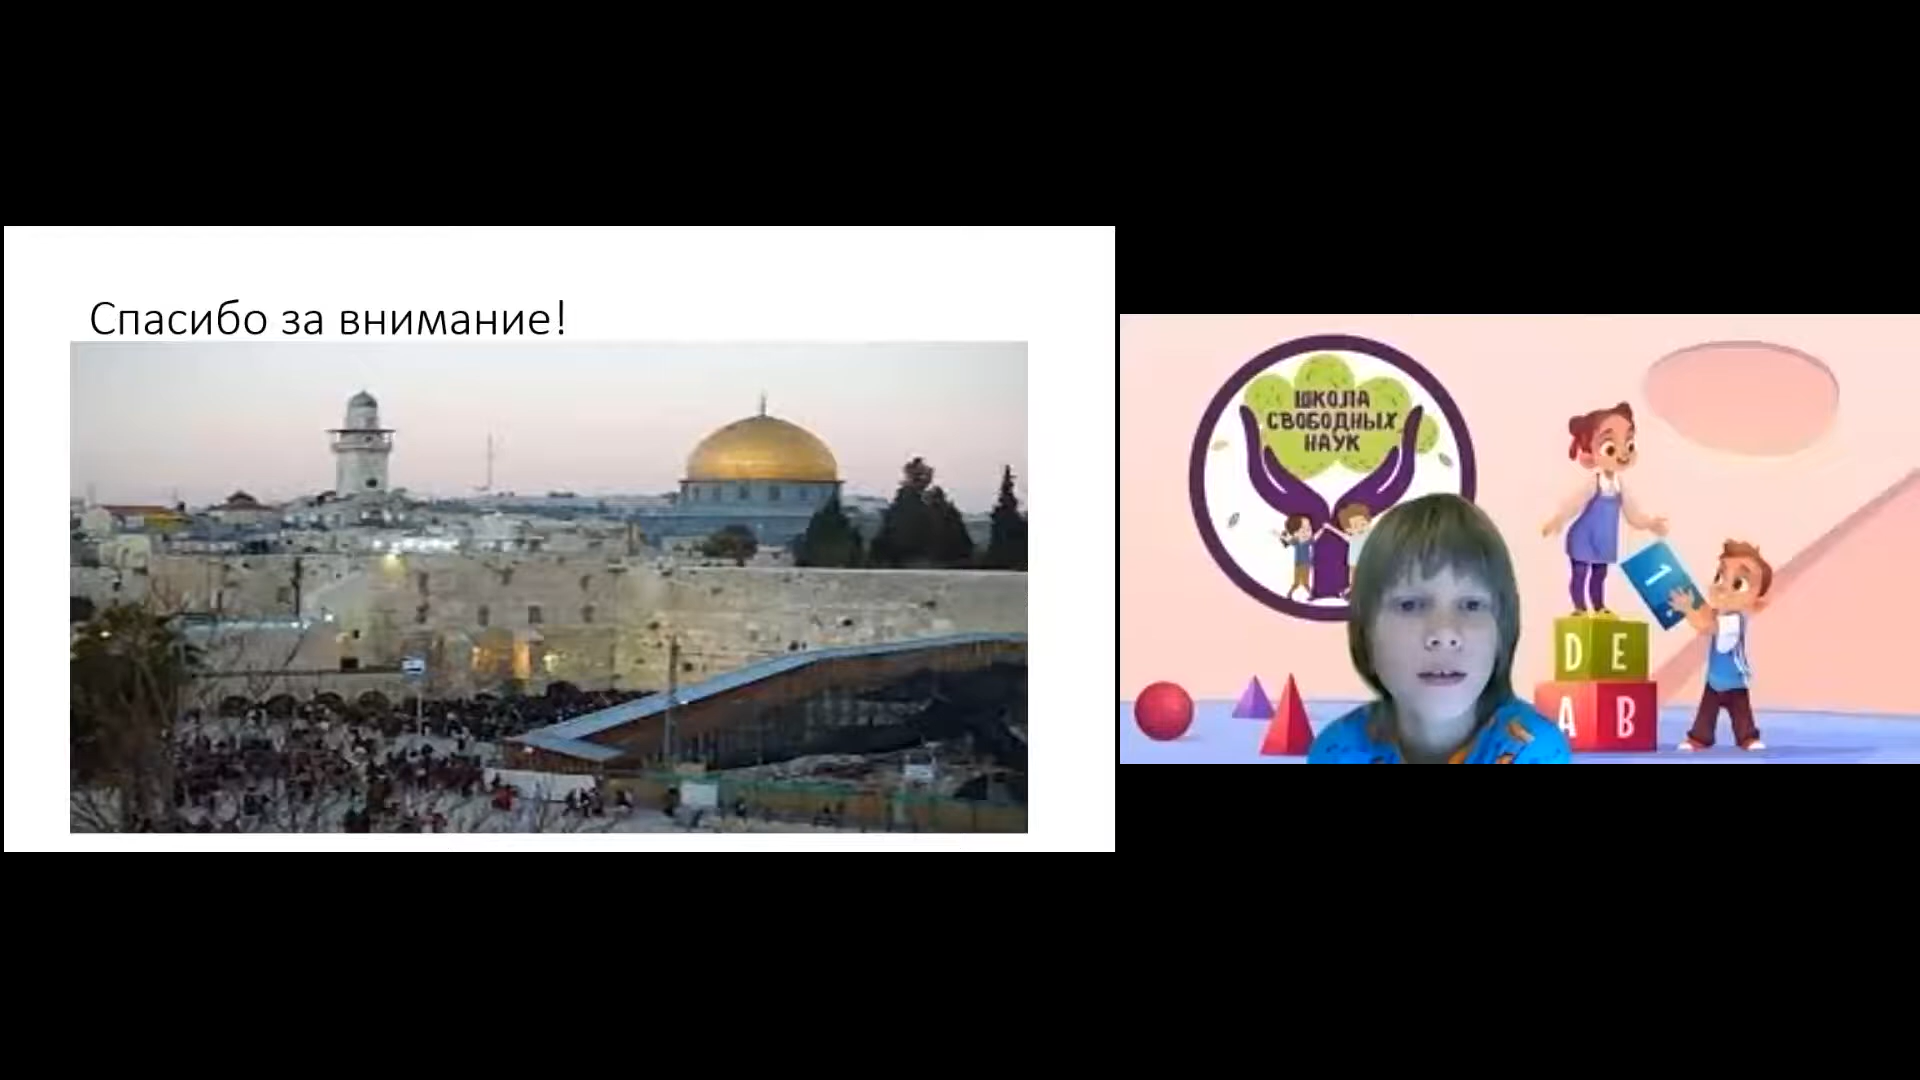 Спасибо за внимание!
ШКОЛА
СВОБОДНЫХ
НАУК
1
D E
A B